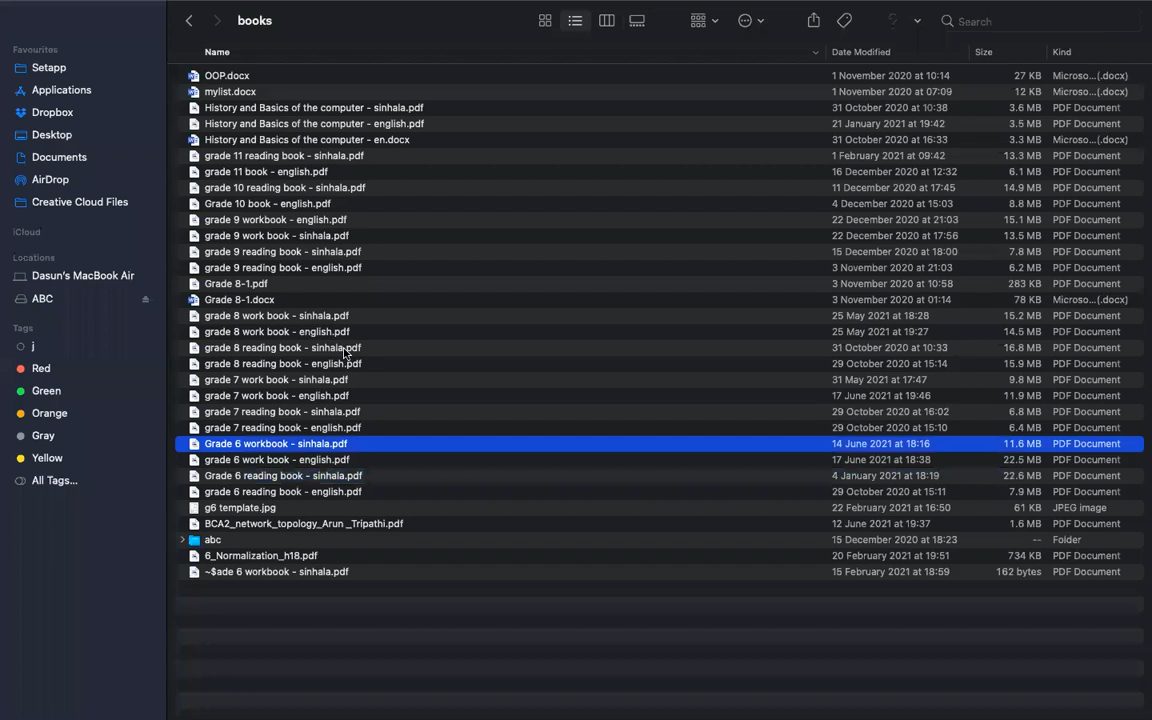 books
Search
Favourites
Setapp
Applications
Dropbox
Desktop
Documents
AirDrop
Creative Cloud Files
iCloud
Locations
Dasun's MacBook Air
ABC
Tags
j
Red
Green
Orange
Gray
Yellow
All Tags...
Name Date Modified Size Kind
OOP.docx 1 November 2020 at 10:14 27 KB Microso...(.docx)
mylist.docx 1 November 2020 at 07:09 12 KB Microso...(.docx)
History and Basics of the computer - sinhala.pdf 31 October 2020 at 10:38 3.6 MB PDF Document
History and Basics of the computer - english.pdf 21 January 2021 at 19:42 3.5 MB PDF Document
History and Basics of the computer - en.docx 31 October 2020 at 16:33 3.3 MB Microso...(.docx)
grade 11 reading book - sinhala.pdf 1 February 2021 at 09:42 13.3 MB PDF Document
grade 11 book - english.pdf 16 December 2020 at 12:32 6.1 MB PDF Document
grade 10 reading book - sinhala.pdf 11 December 2020 at 17:45 14.9 MB PDF Document
Grade 10 book - english.pdf 4 December 2020 at 15:03 8.8 MB PDF Document
grade 9 workbook - english.pdf 22 December 2020 at 21:03 15.1 MB PDF Document
grade 9 work book - sinhala.pdf 22 December 2020 at 17:56 13.5 MB PDF Document
grade 9 reading book - sinhala.pdf 15 December 2020 at 18:00 7.8 MB PDF Document
grade 9 reading book - english.pdf 3 November 2020 at 21:03 6.2 MB PDF Document
Grade 8-1.pdf 3 November 2020 at 10:58 283 KB PDF Document
Grade 8-1.docx 3 November 2020 at 01:14 78 KB Microso...(.docx)
grade 8 work book - sinhala.pdf 25 May 2021 at 18:28 15.2 MB PDF Document
grade 8 work book - english.pdf 25 May 2021 at 19:27 14.5 MB PDF Document
grade 8 reading book - sinhala.pdf 31 October 2020 at 10:33 16.8 MB PDF Document
grade 8 reading book - english.pdf 29 October 2020 at 15:14 15.9 MB PDF Document
grade 7 work book - sinhala.pdf 31 May 2021 at 17:47 9.8 MB PDF Document
grade 7 work book - english.pdf 17 June 2021 at 19:46 11.9 MB PDF Document
grade 7 reading book - sinhala.pdf 29 October 2020 at 16:02 6.8 MB PDF Document
grade 7 reading book - english.pdf 29 October 2020 at 15:10 6.4 MB PDF Document
Grade 6 workbook - sinhala.pdf 14 June 2021 at 18:16 11.6 MB PDF Document
grade 6 work book - english.pdf 17 June 2021 at 18:38 22.5 MB PDF Document
Grade 6 reading book - sinhala.pdf 4 January 2021 at 18:19 22.6 MB PDF Document
grade 6 reading book - english.pdf 29 October 2020 at 15:11 7.9 MB PDF Document
g6 template.jpg 22 February 2021 at 16:50 61 KB JPEG image
BCA2_network_topology_Arun _Tripathi.pdf 12 June 2021 at 19:37 1.6 MB PDF Document
abc 15 December 2020 at 18:23 -- Folder
6_Normalization_h18.pdf 20 February 2021 at 19:51 734 KB PDF Document
~$ade 6 workbook - sinhala.pdf 15 February 2021 at 18:59 162 bytes PDF Document